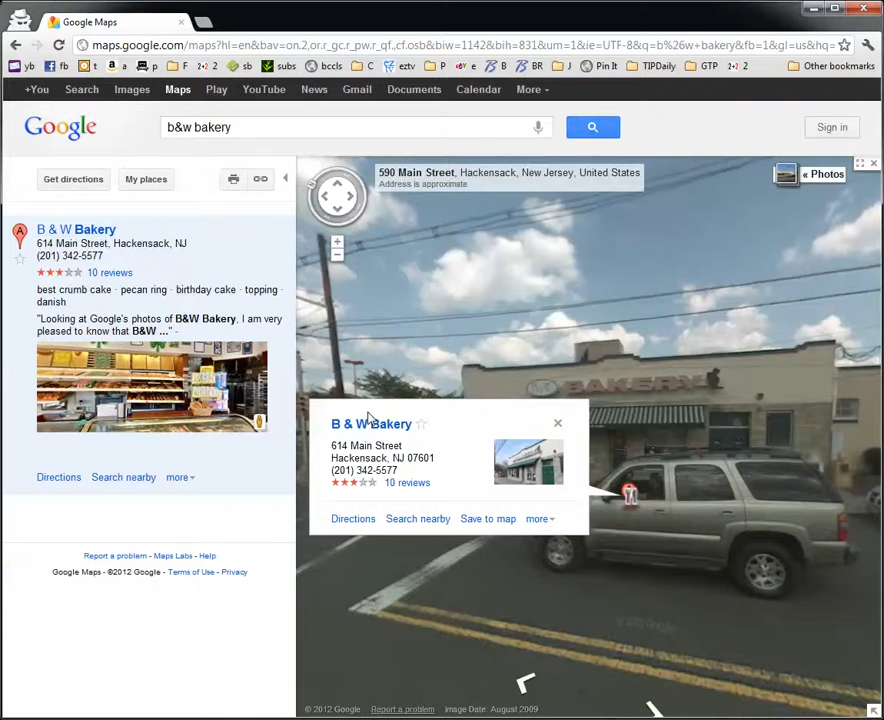 Google Maps
maps.google.com/maps?hl=en&bav=on.2,or.r_gc.r_pw.r_qf.,cf.osb&biw=1142&bih=831&um=1&ie=UTF-8&q=b%26w+bakery&fb=1&gl=us&hq=
yb fb t a p F 2+2 sb subs bccls C eztv P e B BR J Pin It TIPDaily GTP 2 Other bookmarks
+You Search Images Maps Play YouTube News Gmail Documents Calendar More
Google b&w bakery Sign in
Get directions My places
A B & W Bakery
614 Main Street, Hackensack, NJ
(201) 342-5577
10 reviews
best crumb cake · pecan ring · birthday cake · topping ·
danish
"Looking at Google's photos of B&W Bakery, I am very
pleased to know that B&W ..." -
Directions Search nearby more
Report a problem - Maps Labs - Help
Google Maps - ©2012 Google - Terms of Use - Privacy
590 Main Street, Hackensack, New Jersey, United States
Address is approximate
« Photos
BAKERY
B & W Bakery
614 Main Street
Hackensack, NJ 07601
(201) 342-5577
10 reviews
Directions Search nearby Save to map more
© 2012 Google Report a problem Image Date: August 2009